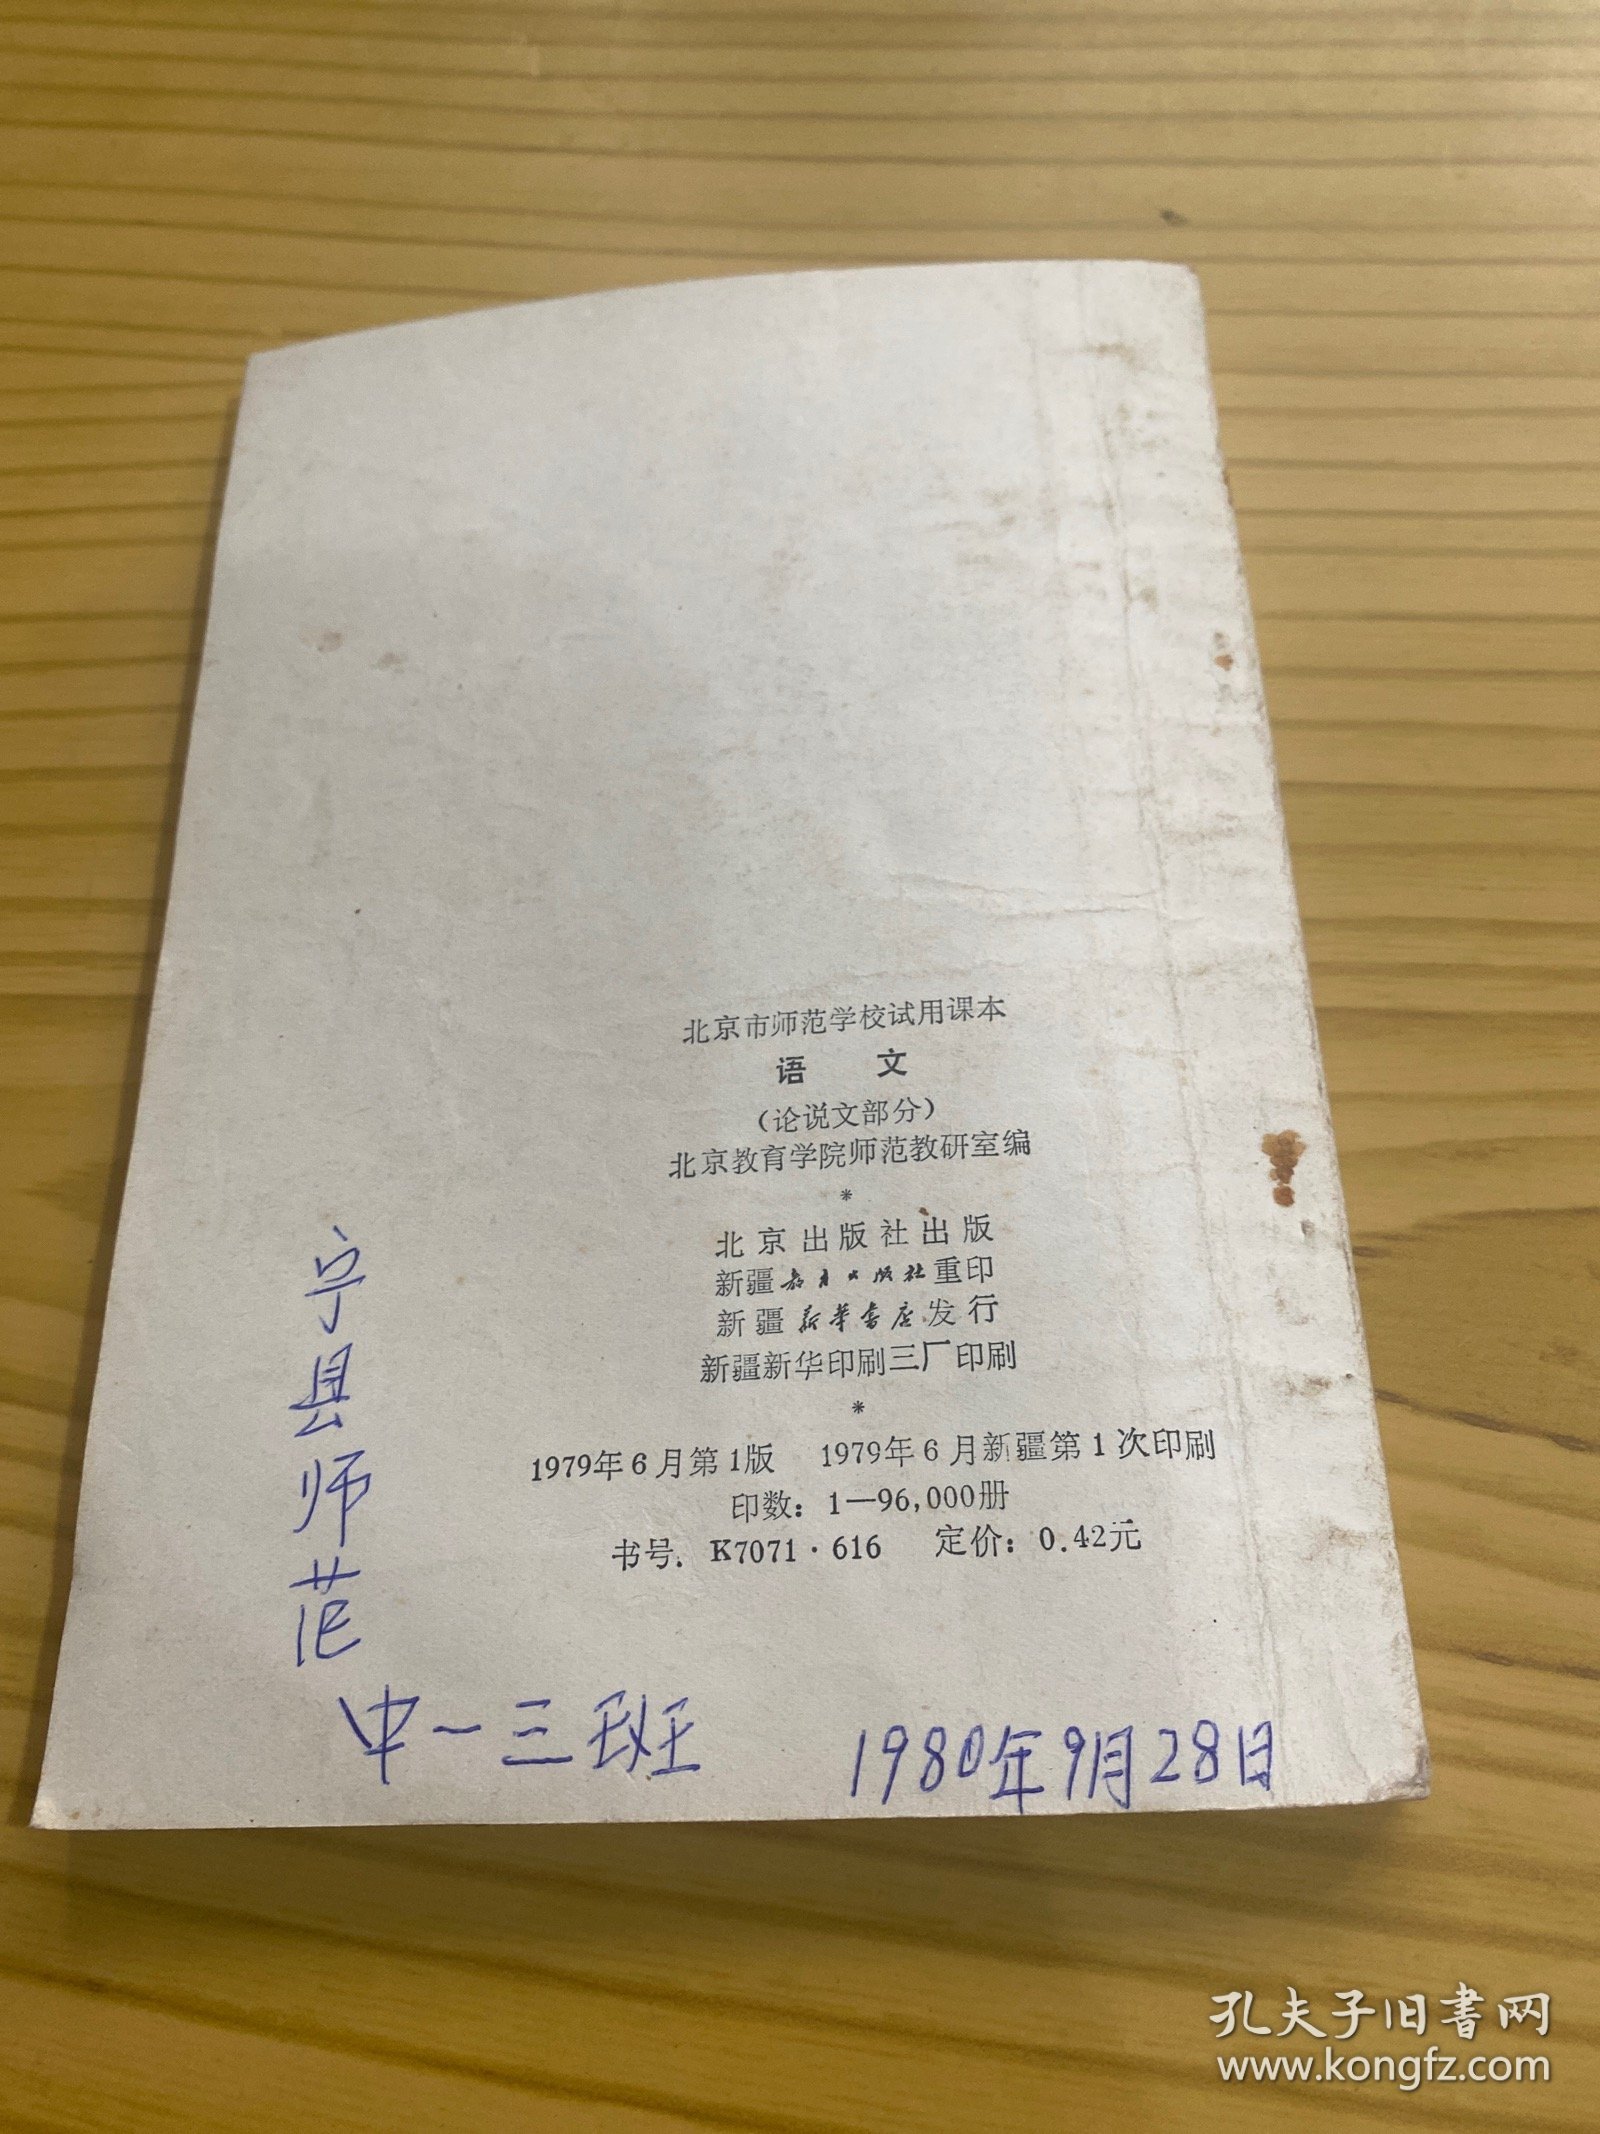 北京市师范学校试用课本
语 文
（论说文部分）
北京教育学院师范教研室编
*
北京出版社出版
新疆教育出版社重印
新疆新华书店发行
新疆新华印刷三厂印刷
*
1979年6月第1版 1979年6月新疆第1次印刷
印数：1—96,000册
书号. K7071·616 定价：0.42元
宁县师范
中一三班 1980年9月28日
孔夫子旧书网
www.kongfz.com